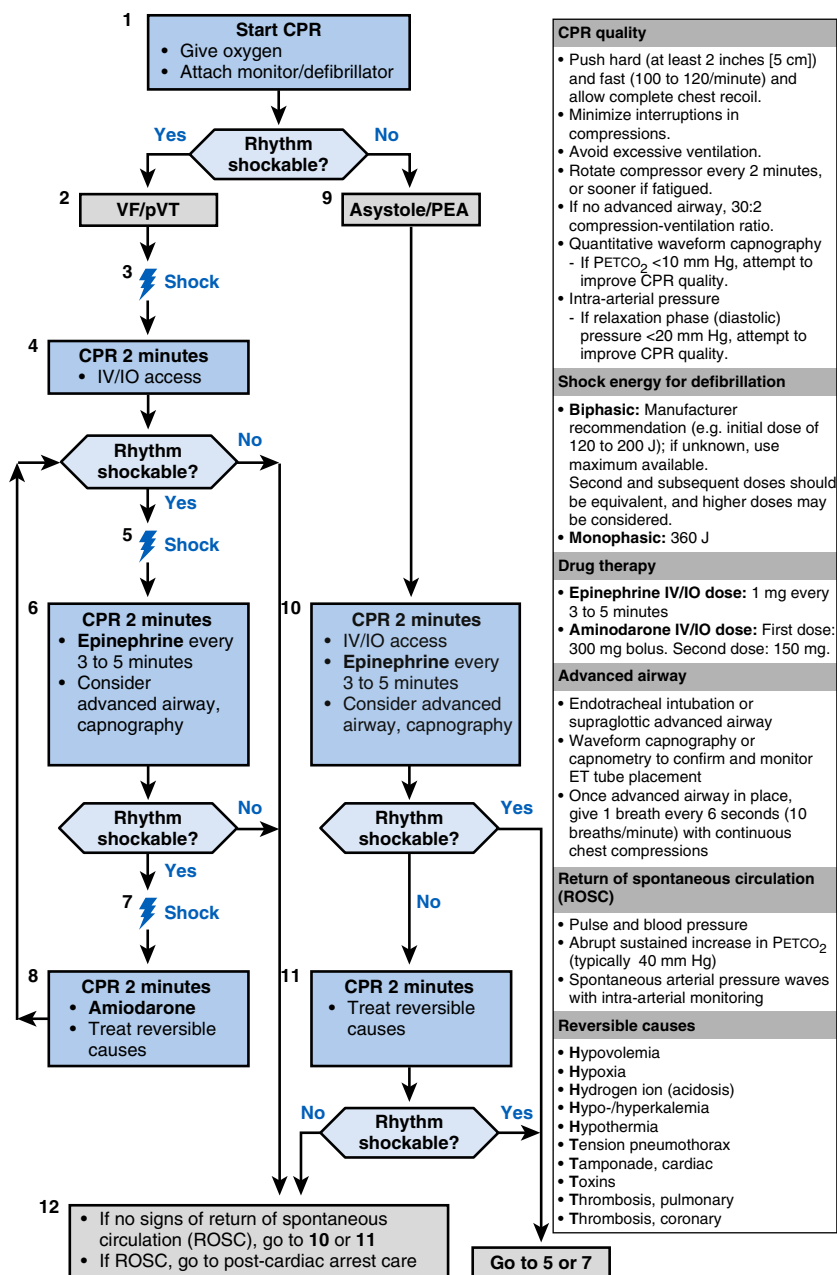 1
Start CPR
• Give oxygen
• Attach monitor/defibrillator
Yes
Rhythm
shockable?
No
2
VF/pVT
9
Asystole/PEA
3
Shock
4
CPR 2 minutes
• IV/IO access
Rhythm
shockable?
No
Yes
5
Shock
6
CPR 2 minutes
• Epinephrine every
3 to 5 minutes
• Consider
advanced airway,
capnography
10
CPR 2 minutes
• IV/IO access
• Epinephrine every
3 to 5 minutes
• Consider advanced
airway, capnography
Rhythm
shockable?
No
Yes
Rhythm
shockable?
Yes
No
7
Shock
8
CPR 2 minutes
• Amiodarone
• Treat reversible
causes
11
CPR 2 minutes
• Treat reversible
causes
No
Rhythm
shockable?
Yes
12
• If no signs of return of spontaneous
circulation (ROSC), go to 10 or 11
• If ROSC, go to post-cardiac arrest care
Go to 5 or 7
CPR quality
• Push hard (at least 2 inches [5 cm])
and fast (100 to 120/minute) and
allow complete chest recoil.
• Minimize interruptions in
compressions.
• Avoid excessive ventilation.
• Rotate compressor every 2 minutes,
or sooner if fatigued.
• If no advanced airway, 30:2
compression-ventilation ratio.
• Quantitative waveform capnography
- If PETCO2 <10 mm Hg, attempt to
improve CPR quality.
• Intra-arterial pressure
- If relaxation phase (diastolic)
pressure <20 mm Hg, attempt to
improve CPR quality.
Shock energy for defibrillation
• Biphasic: Manufacturer
recommendation (e.g. initial dose of
120 to 200 J); if unknown, use
maximum available.
Second and subsequent doses should
be equivalent, and higher doses may
be considered.
• Monophasic: 360 J
Drug therapy
• Epinephrine IV/IO dose: 1 mg every
3 to 5 minutes
• Aminodarone IV/IO dose: First dose:
300 mg bolus. Second dose: 150 mg.
Advanced airway
• Endotracheal intubation or
supraglottic advanced airway
• Waveform capnography or
capnometry to confirm and monitor
ET tube placement
• Once advanced airway in place,
give 1 breath every 6 seconds (10
breaths/minute) with continuous
chest compressions
Return of spontaneous circulation
(ROSC)
• Pulse and blood pressure
• Abrupt sustained increase in PETCO2
(typically 40 mm Hg)
• Spontaneous arterial pressure waves
with intra-arterial monitoring
Reversible causes
• Hypovolemia
• Hypoxia
• Hydrogen ion (acidosis)
• Hypo-/hyperkalemia
• Hypothermia
• Tension pneumothorax
• Tamponade, cardiac
• Toxins
• Thrombosis, pulmonary
• Thrombosis, coronary